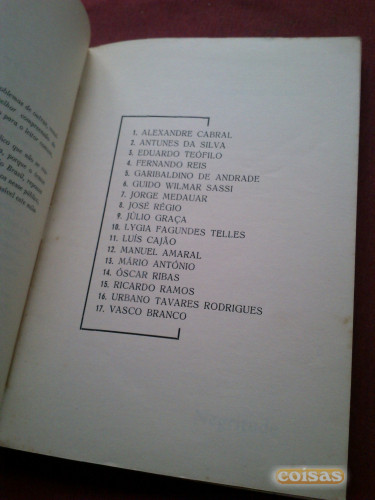 para o leitor
Brasil,
1. ALEXANDRE CABRAL
2. ANTUNES DA SILVA
3. EDUARDO TEÓFILO
4. FERNANDO REIS
5. GARIBALDINO DE ANDRADE
6. GUIDO WILMAR SASSI
7. JORGE MEDAUAR
8. JOSÉ RÉGIO
9. JÚLIO GRAÇA
10. LYGIA FAGUNDES TELLES
11. LUÍS CAJÃO
12. MANUEL AMARAL
13. MÁRIO ANTÓNIO
14. ÓSCAR RIBAS
15. RICARDO RAMOS
16. URBANO TAVARES RODRIGUES
17. VASCO BRANCO
coisas